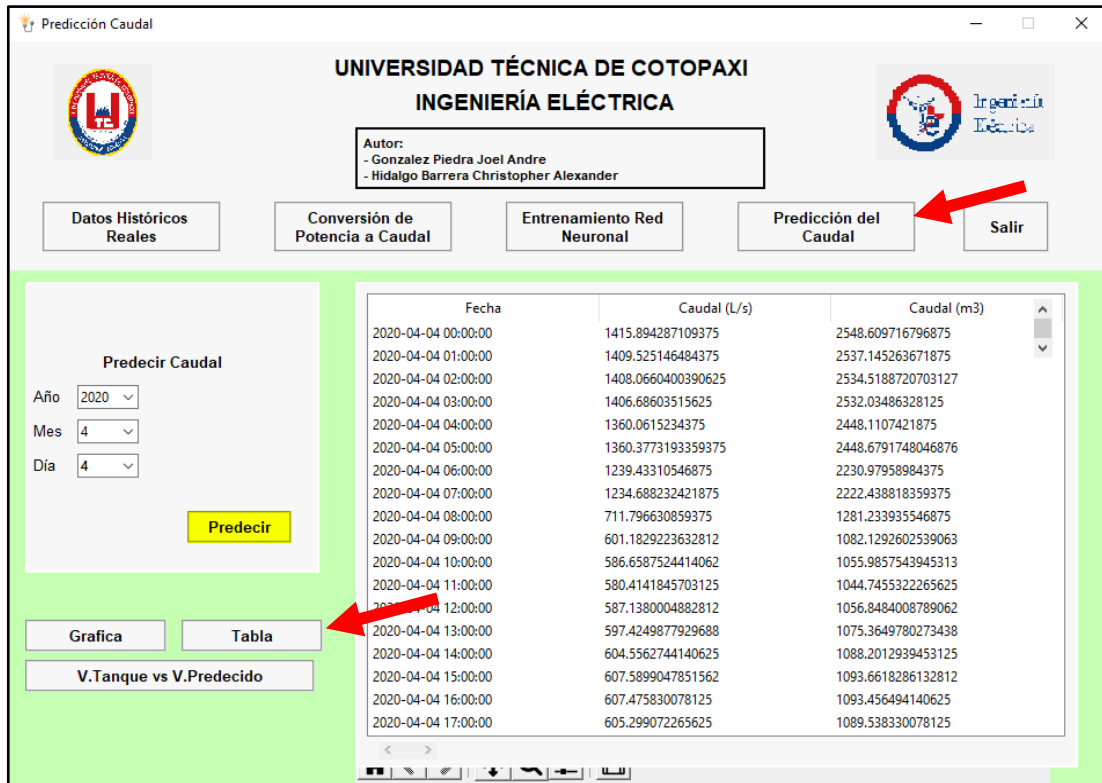 Predicción Caudal
UNIVERSIDAD TÉCNICA DE COTOPAXI
INGENIERÍA ELÉCTRICA
Autor:
- Gonzalez Piedra Joel Andre
- Hidalgo Barrera Christopher Alexander
Datos Históricos
Reales
Conversión de
Potencia a Caudal
Entrenamiento Red
Neuronal
Predicción del
Caudal
Salir
Predecir Caudal
Año 2020
Mes 4
Día 4
Predecir
Grafica
Tabla
V.Tanque vs V.Predecido
Fecha Caudal (L/s) Caudal (m3)
2020-04-04 00:00:00 1415.894287109375 2548.609716796875
2020-04-04 01:00:00 1409.525146484375 2537.145263671875
2020-04-04 02:00:00 1408.0660400390625 2534.5188720703127
2020-04-04 03:00:00 1406.68603515625 2532.03486328125
2020-04-04 04:00:00 1360.0615234375 2448.1107421875
2020-04-04 05:00:00 1360.3773193359375 2448.6791748046876
2020-04-04 06:00:00 1239.43310546875 2230.97958984375
2020-04-04 07:00:00 1234.688232421875 2222.438818359375
2020-04-04 08:00:00 711.796630859375 1281.233935546875
2020-04-04 09:00:00 601.1829223632812 1082.1292602539063
2020-04-04 10:00:00 586.6587524414062 1055.9857543945313
2020-04-04 11:00:00 580.4141845703125 1044.7455322265625
2020-04-04 12:00:00 587.1380004882812 1056.8484008789062
2020-04-04 13:00:00 597.4249877929688 1075.3649780273438
2020-04-04 14:00:00 604.5562744140625 1088.2012939453125
2020-04-04 15:00:00 607.5899047851562 1093.6618286132812
2020-04-04 16:00:00 607.475830078125 1093.456494140625
2020-04-04 17:00:00 605.299072265625 1089.538330078125